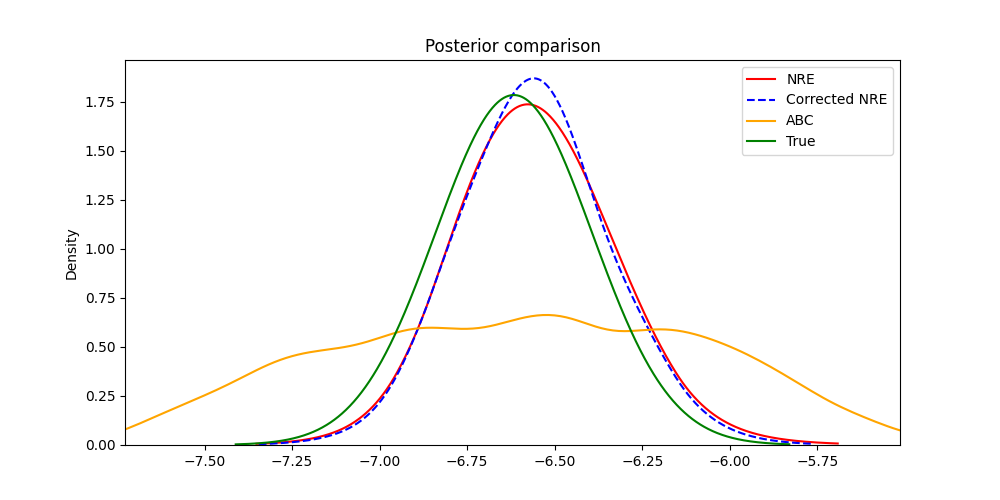 Posterior comparison
NRE
Corrected NRE
ABC
True
Density
1.75
1.50
1.25
1.00
0.75
0.50
0.25
0.00
−7.50 −7.25 −7.00 −6.75 −6.50 −6.25 −6.00 −5.75